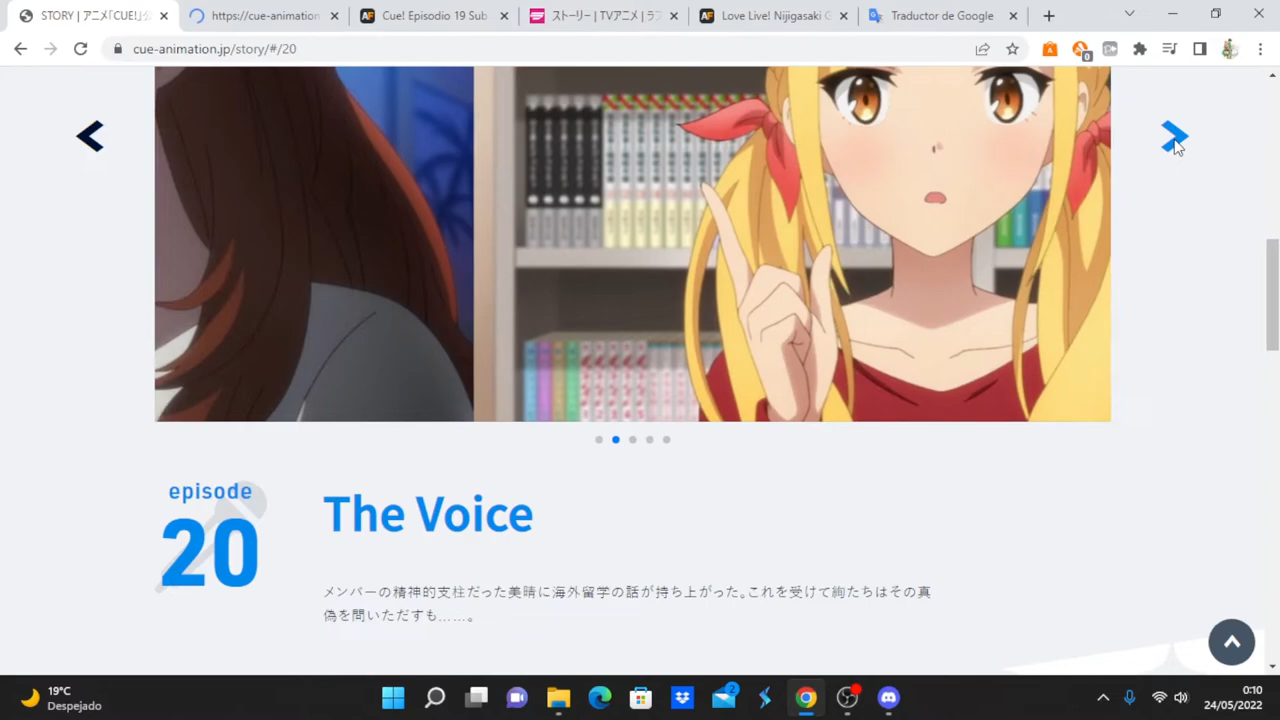 STORY | アニメ「CUE!」公
https://cue-animation
Cue! Episodio 19 Sub
ストーリー | TVアニメ | ラブ
Love Live! Nijigasaki G
Traductor de Google
cue-animation.jp/story/#/20
0
episode
20
The Voice
メンバーの精神的支柱だった美晴に海外留学の話が持ち上がった。これを受けて絢たちはその真
偽を問いただすも……。
19°C
Despejado
2
0:10
24/05/2022